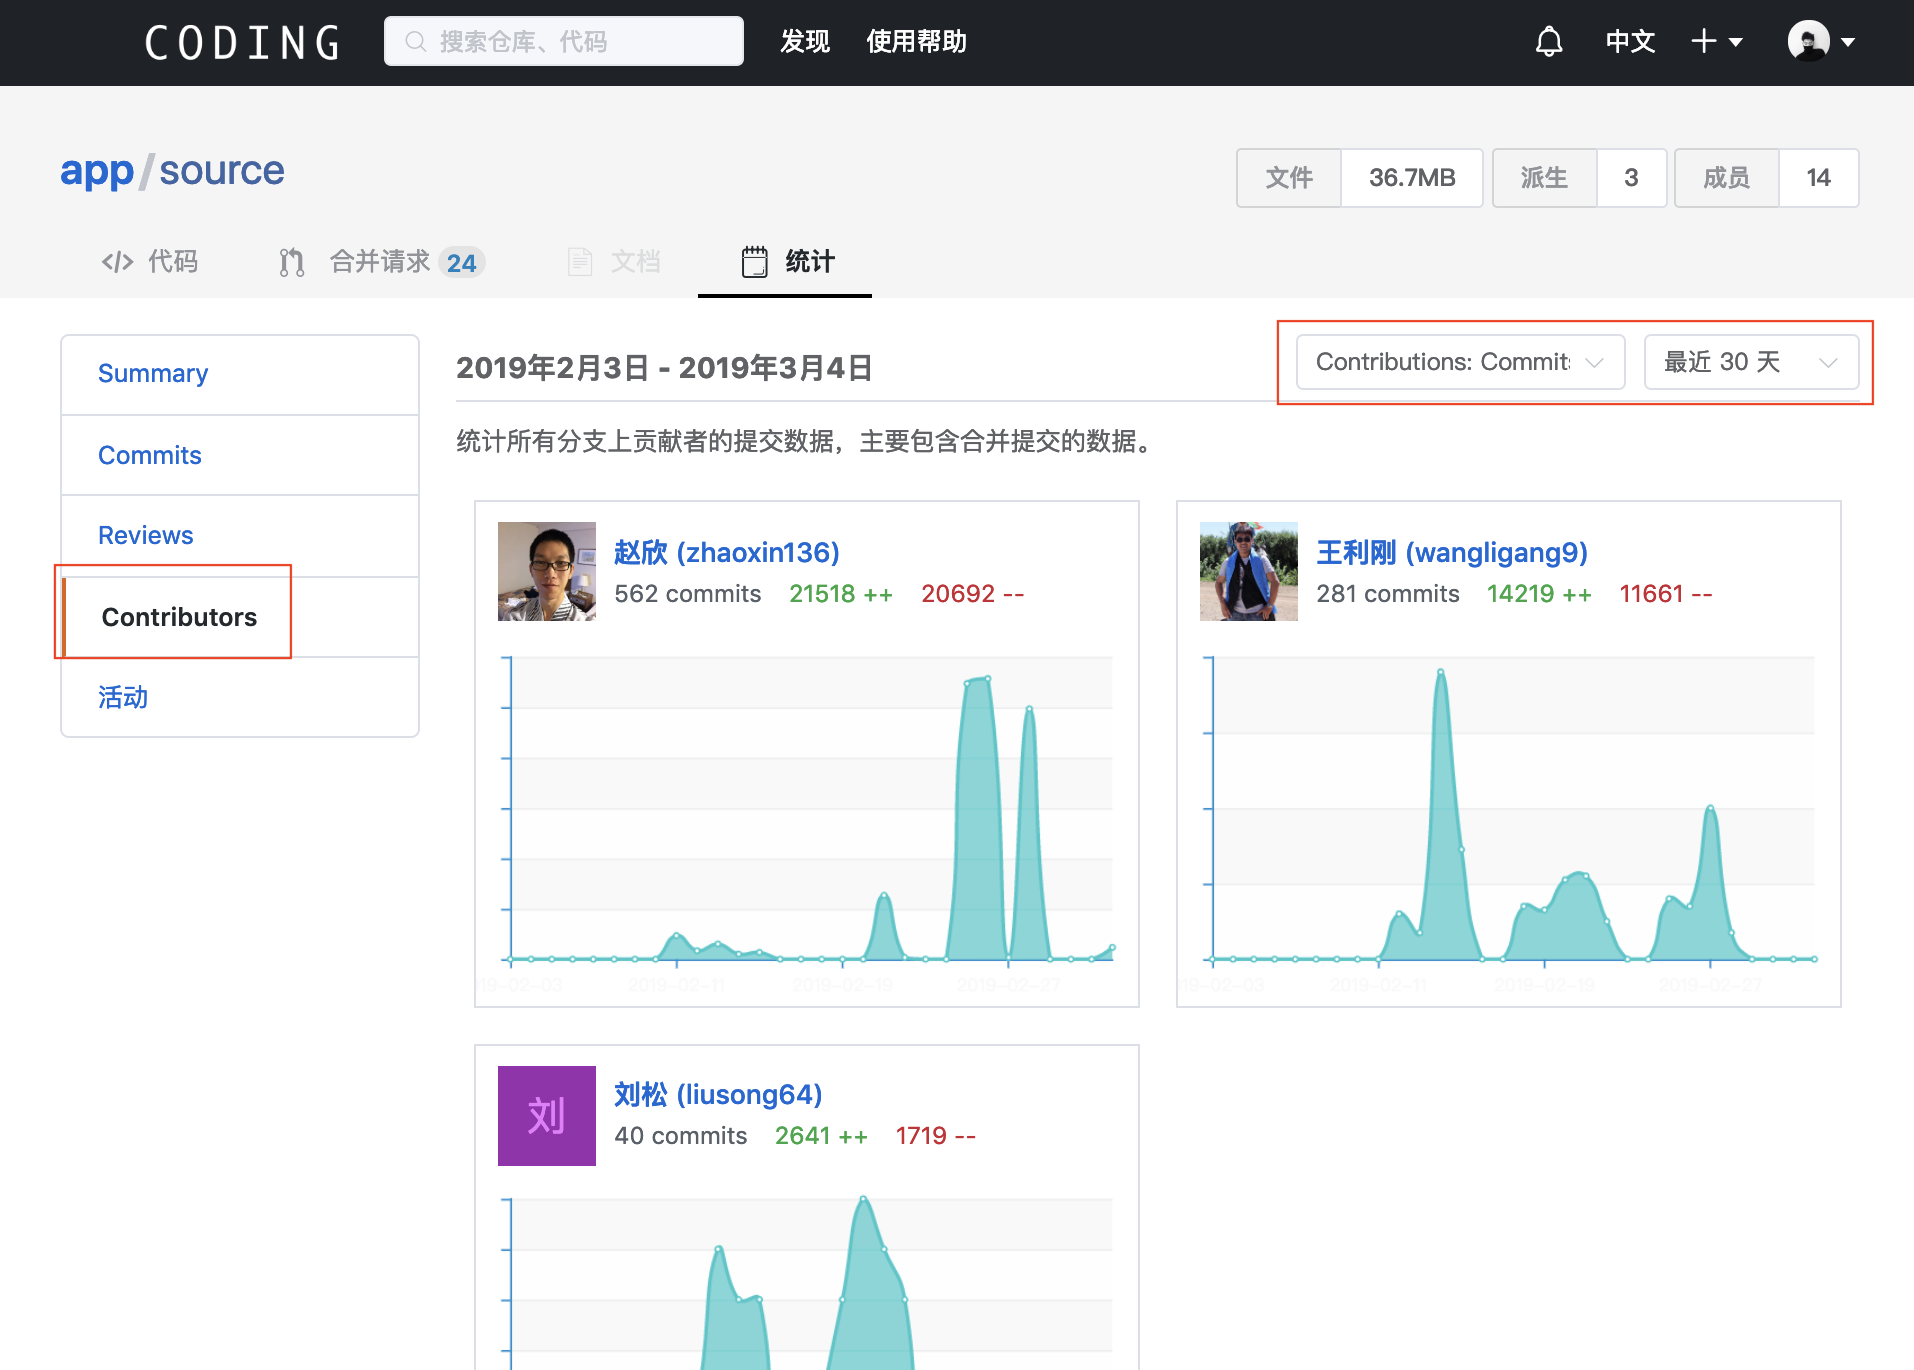 CODING 搜索仓库、代码 发现 使用帮助 中文
app/source 文件 36.7MB 派生 3 成员 14
</> 代码 合并请求 24 文档 统计
Summary
Commits
Reviews
Contributors
活动
2019年2月3日 - 2019年3月4日 Contributions: Commit 最近 30 天
统计所有分支上贡献者的提交数据，主要包含合并提交的数据。
赵欣 (zhaoxin136)
562 commits 21518 ++ 20692 --
19-02-03 2019-02-11 2019-02-19 2019-02-27
王利刚 (wangligang9)
281 commits 14219 ++ 11661 --
19-02-03 2019-02-11 2019-02-19 2019-02-27
刘
刘松 (liusong64)
40 commits 2641 ++ 1719 --